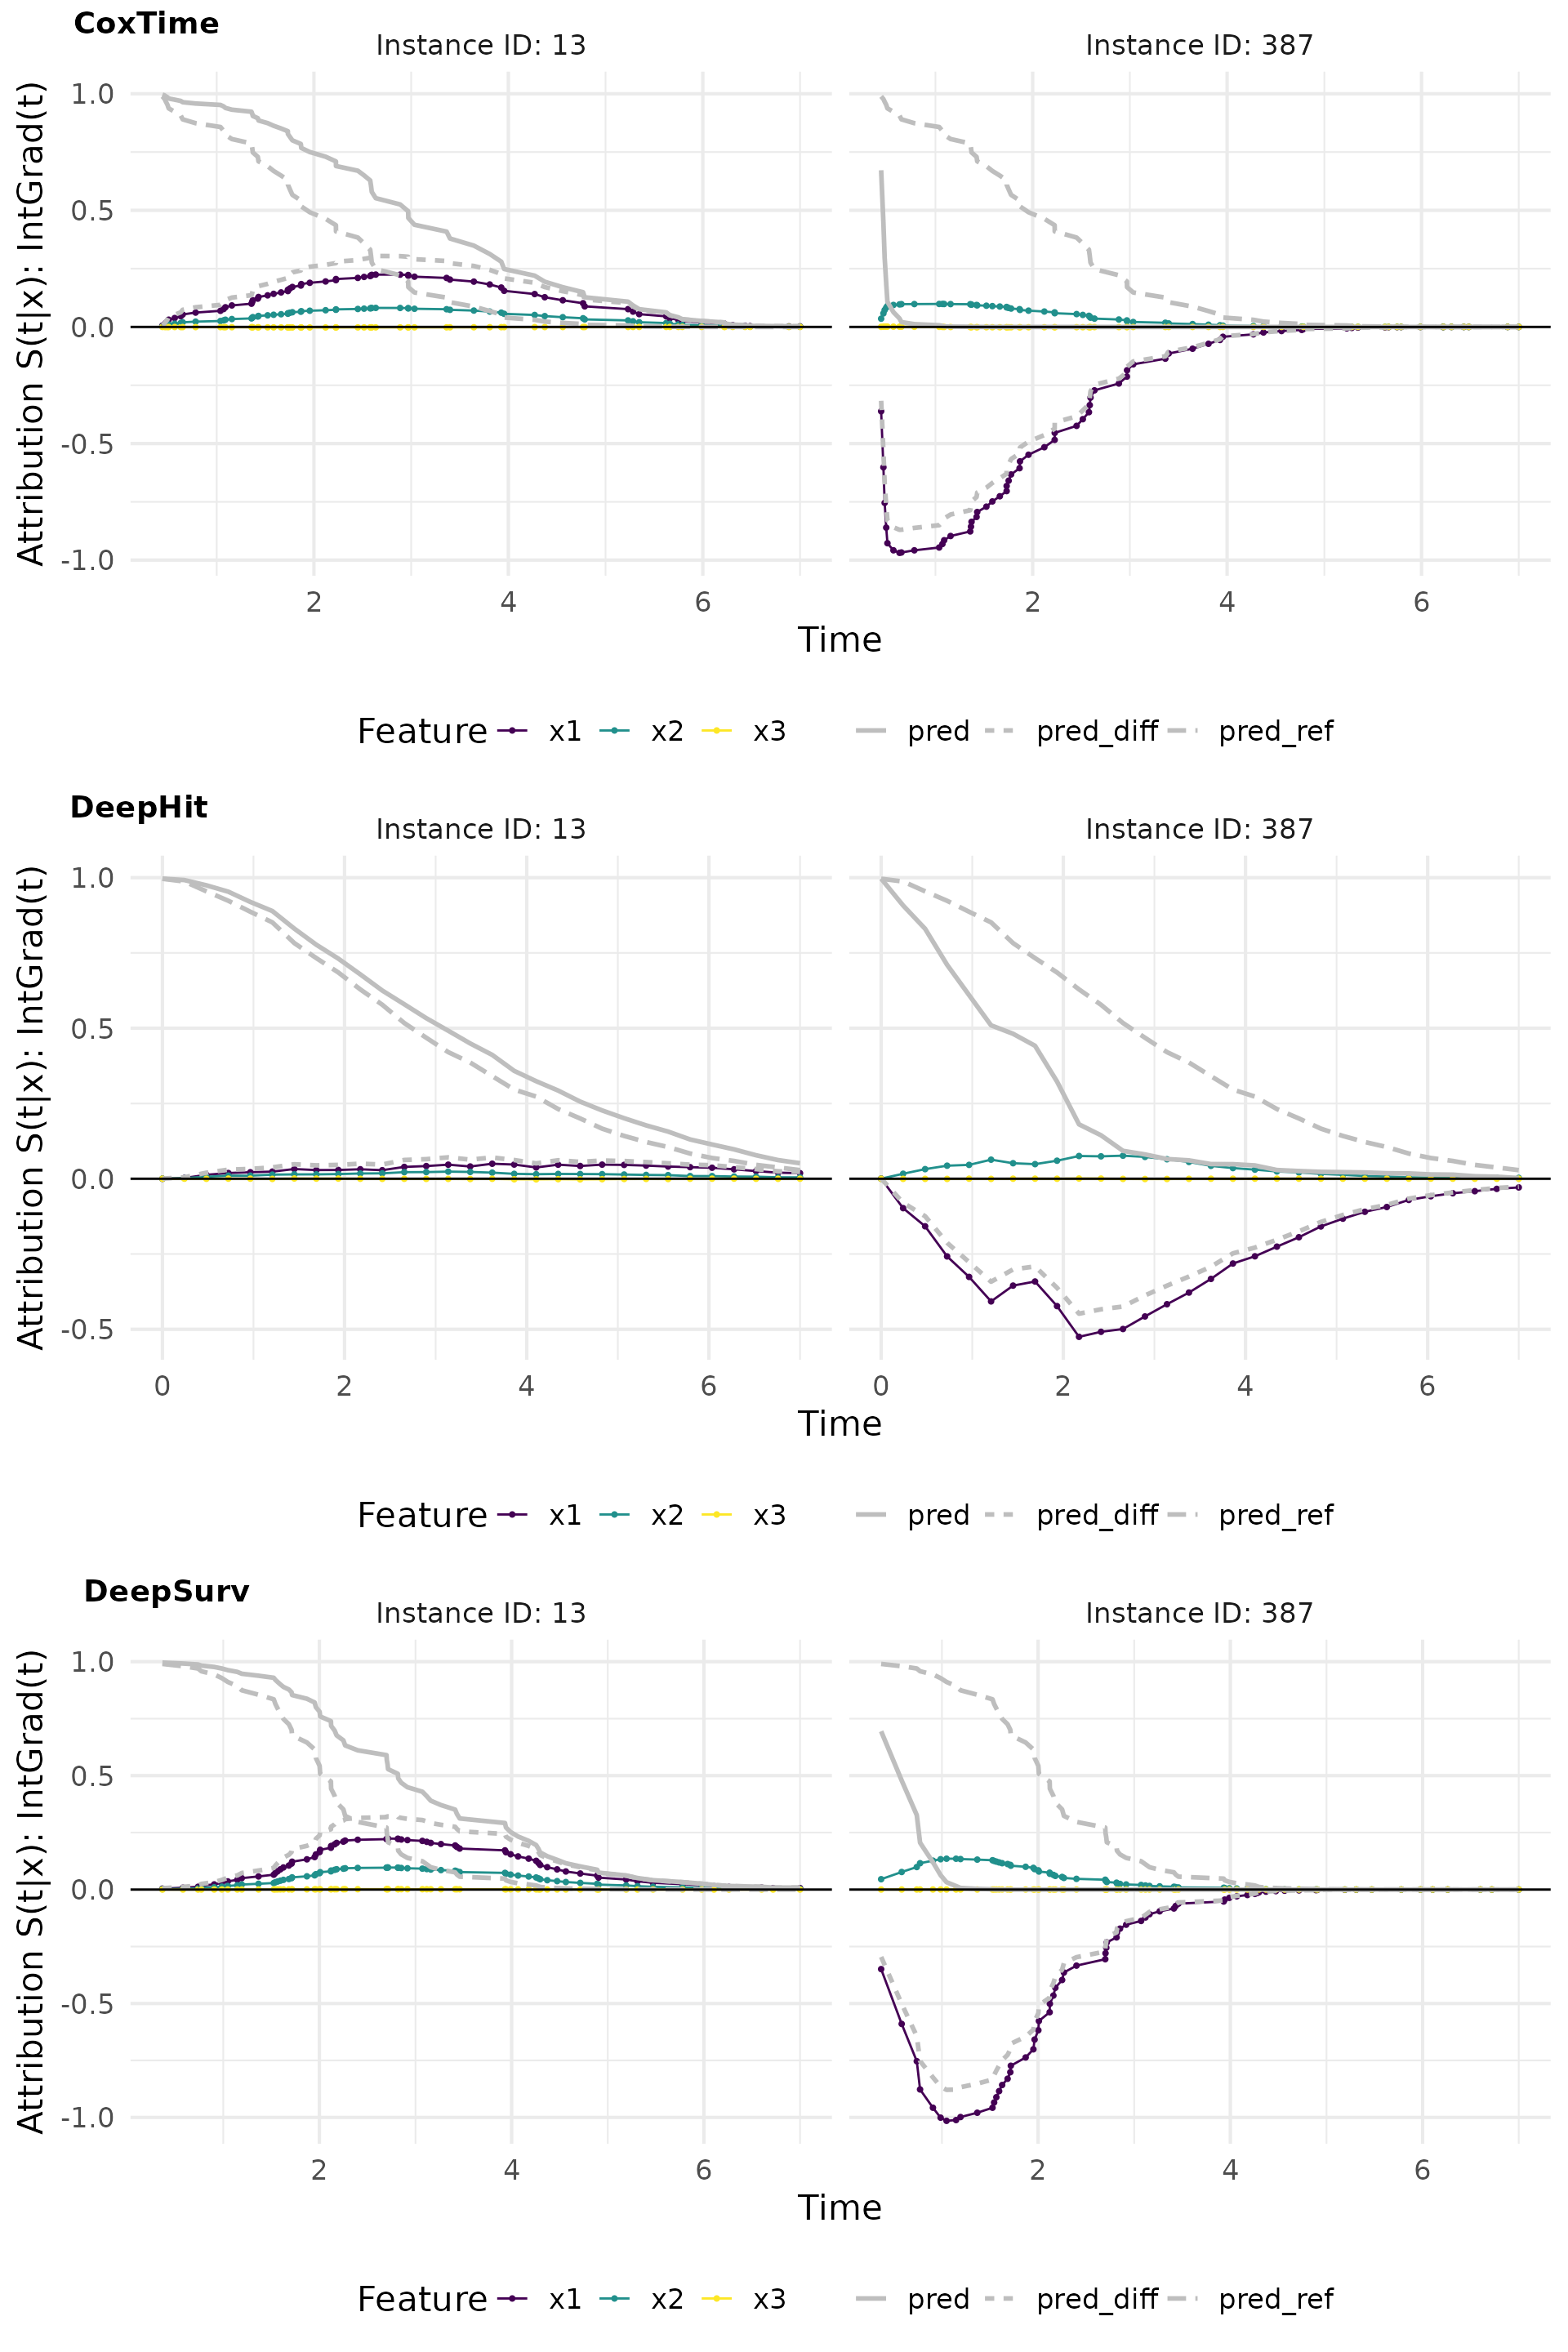 CoxTime
Instance ID: 13
Instance ID: 387
Attribution S(t|x): IntGrad(t)
1.0
0.5
0.0
-0.5
-1.0
2
4
6
2
4
6
Time
Feature x1 x2 x3 pred pred_diff pred_ref
DeepHit
Instance ID: 13
Instance ID: 387
Attribution S(t|x): IntGrad(t)
1.0
0.5
0.0
-0.5
0
2
4
6
0
2
4
6
Time
Feature x1 x2 x3 pred pred_diff pred_ref
DeepSurv
Instance ID: 13
Instance ID: 387
Attribution S(t|x): IntGrad(t)
1.0
0.5
0.0
-0.5
-1.0
2
4
6
2
4
6
Time
Feature x1 x2 x3 pred pred_diff pred_ref